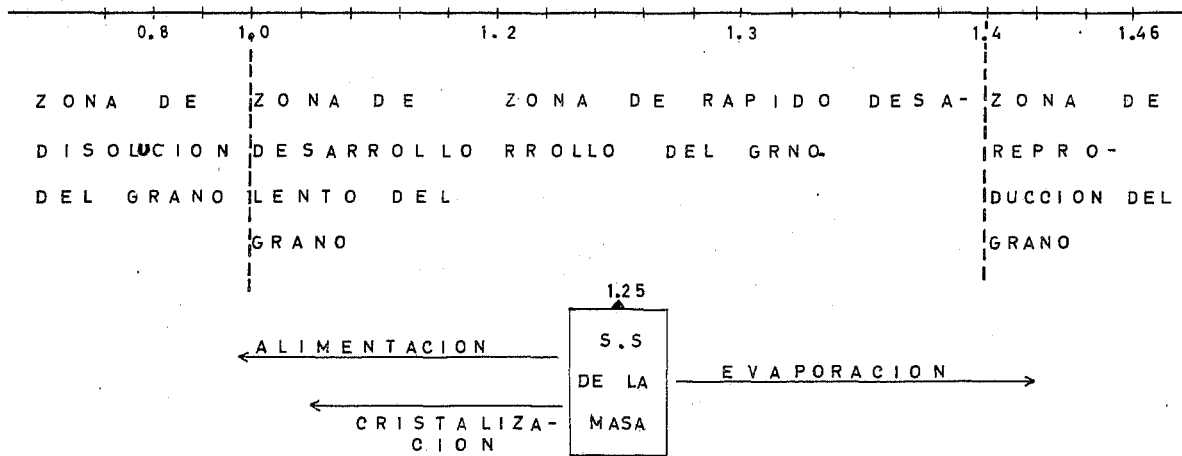 0.8 1.0 1.2 1.3 1.4 1.46
ZONA DE
DISOLUCION
DEL GRANO
ZONA DE
DESARROLLO
LENTO DEL
GRANO
ZONA DE RAPIDO DESA-
RROLLO DEL GRNO.
ZONA DE
REPRO-
DUCCION DEL
GRANO
1.25
S.S
DE LA
MASA
ALIMENTACION
EVAPORACION
CRISTALIZA-
CION